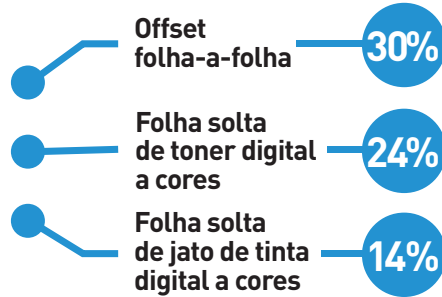 Offset
folha-a-folha
30%
Folha solta
de toner digital
a cores
24%
Folha solta
de jato de tinta
digital a cores
14%